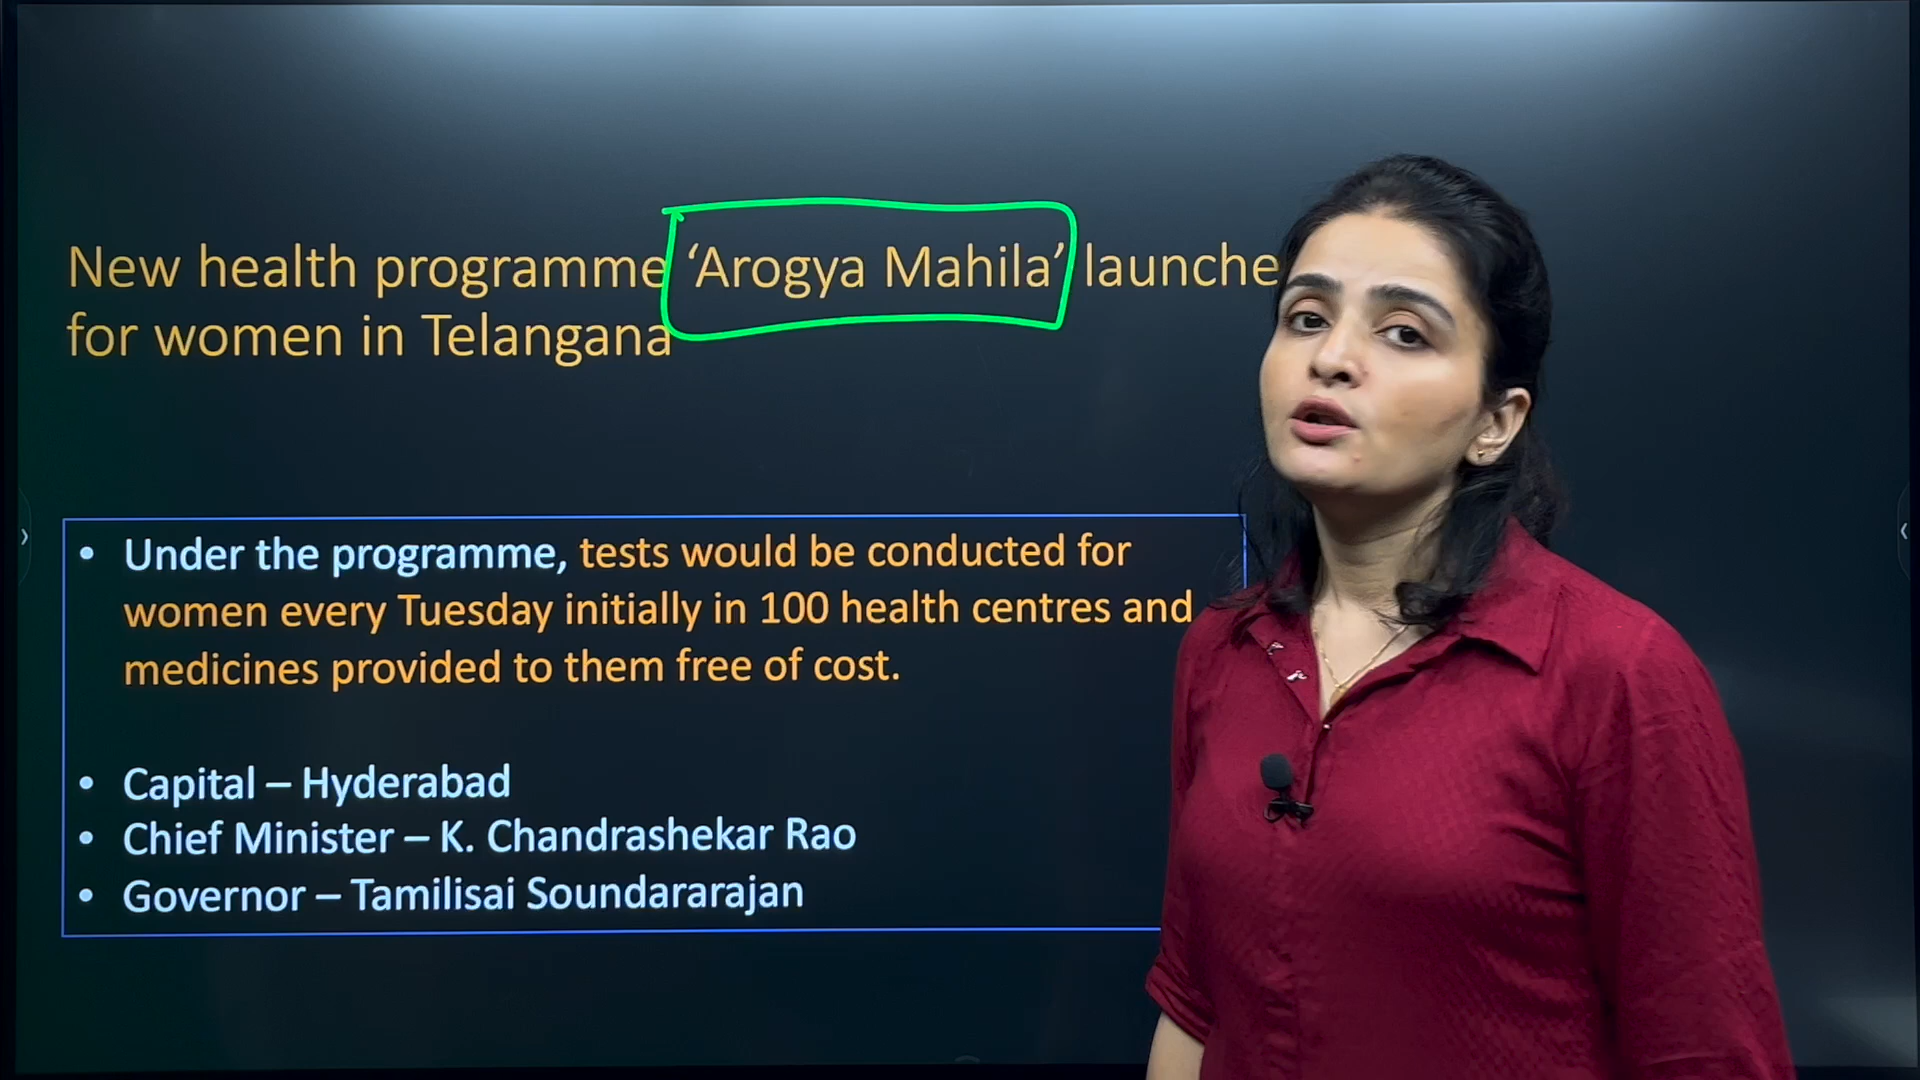 New health programme ‘Arogya Mahila’ launche
for women in Telangana
• Under the programme, tests would be conducted for
women every Tuesday initially in 100 health centres and
medicines provided to them free of cost.
• Capital – Hyderabad
• Chief Minister – K. Chandrashekar Rao
• Governor – Tamilisai Soundararajan